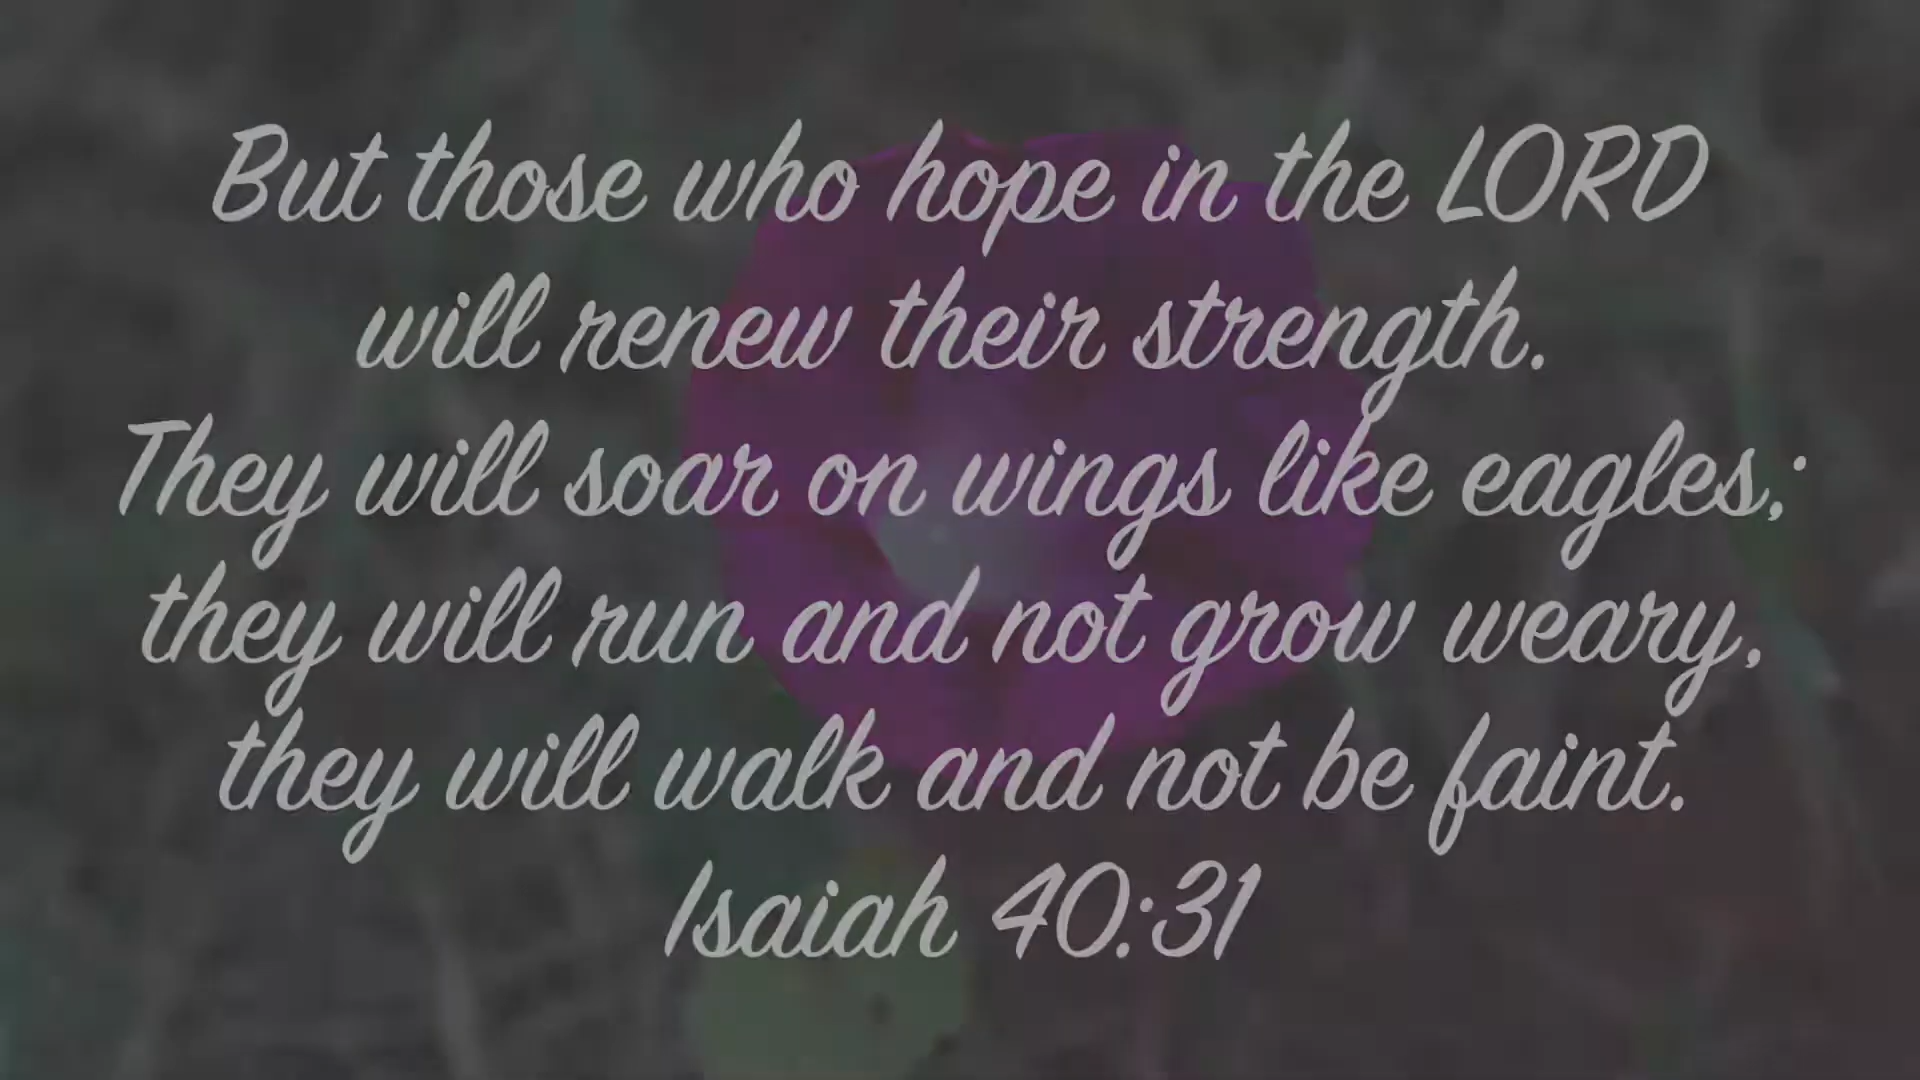 But those who hope in the LORD
will renew their strength.
They will soar on wings like eagles;
they will run and not grow weary,
they will walk and not be faint.
Isaiah 40:31